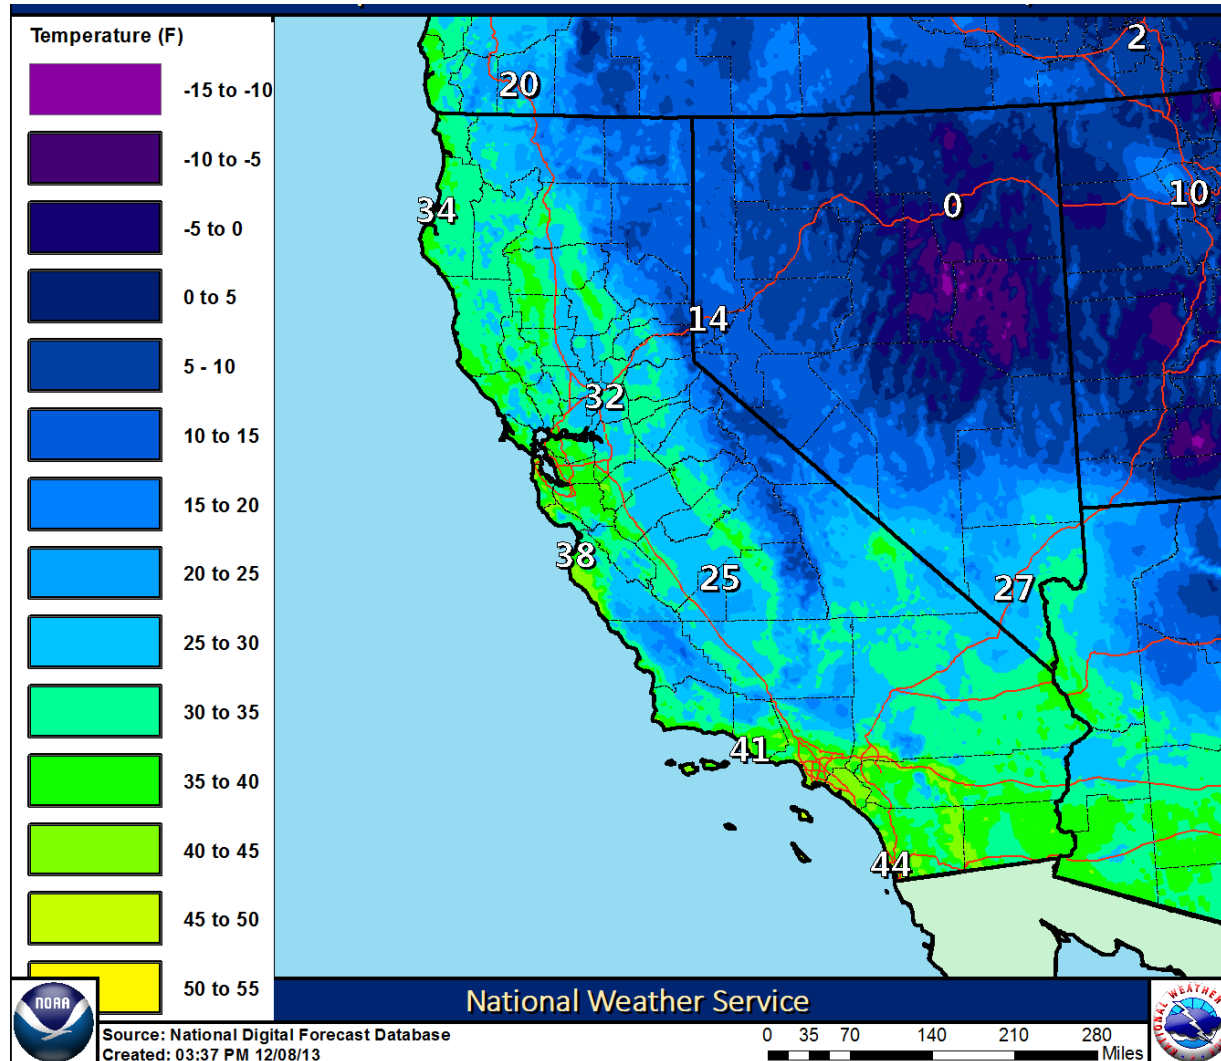 Temperature (F)
-15 to -10
-10 to -5
-5 to 0
0 to 5
5 - 10
10 to 15
15 to 20
20 to 25
25 to 30
30 to 35
35 to 40
40 to 45
45 to 50
50 to 55
2
20
10
34
0
14
32
38
25
27
41
44
National Weather Service
NOAA
Source: National Digital Forecast Database
Created: 03:37 PM 12/08/13
0 35 70 140 210 280
Miles
NATIONAL WEATHER